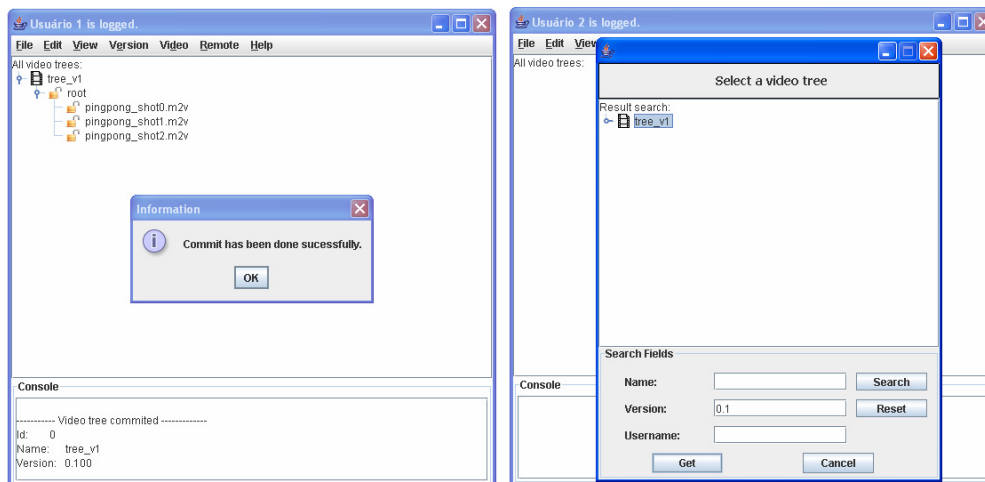 Usuário 1 is logged.
File Edit View Version Video Remote Help
All video trees:
tree_v1
root
pingpong_shot0.m2v
pingpong_shot1.m2v
pingpong_shot2.m2v
Information
Commit has been done sucessfully.
OK
Console
----------- Video tree commited -------------
Id: 0
Name: tree_v1
Version: 0.100
Usuário 2 is logged.
File Edit View
All video trees:
Console
Select a video tree
Result search:
tree_v1
Search Fields
Name: Search
Version: 0.1 Reset
Username:
Get Cancel